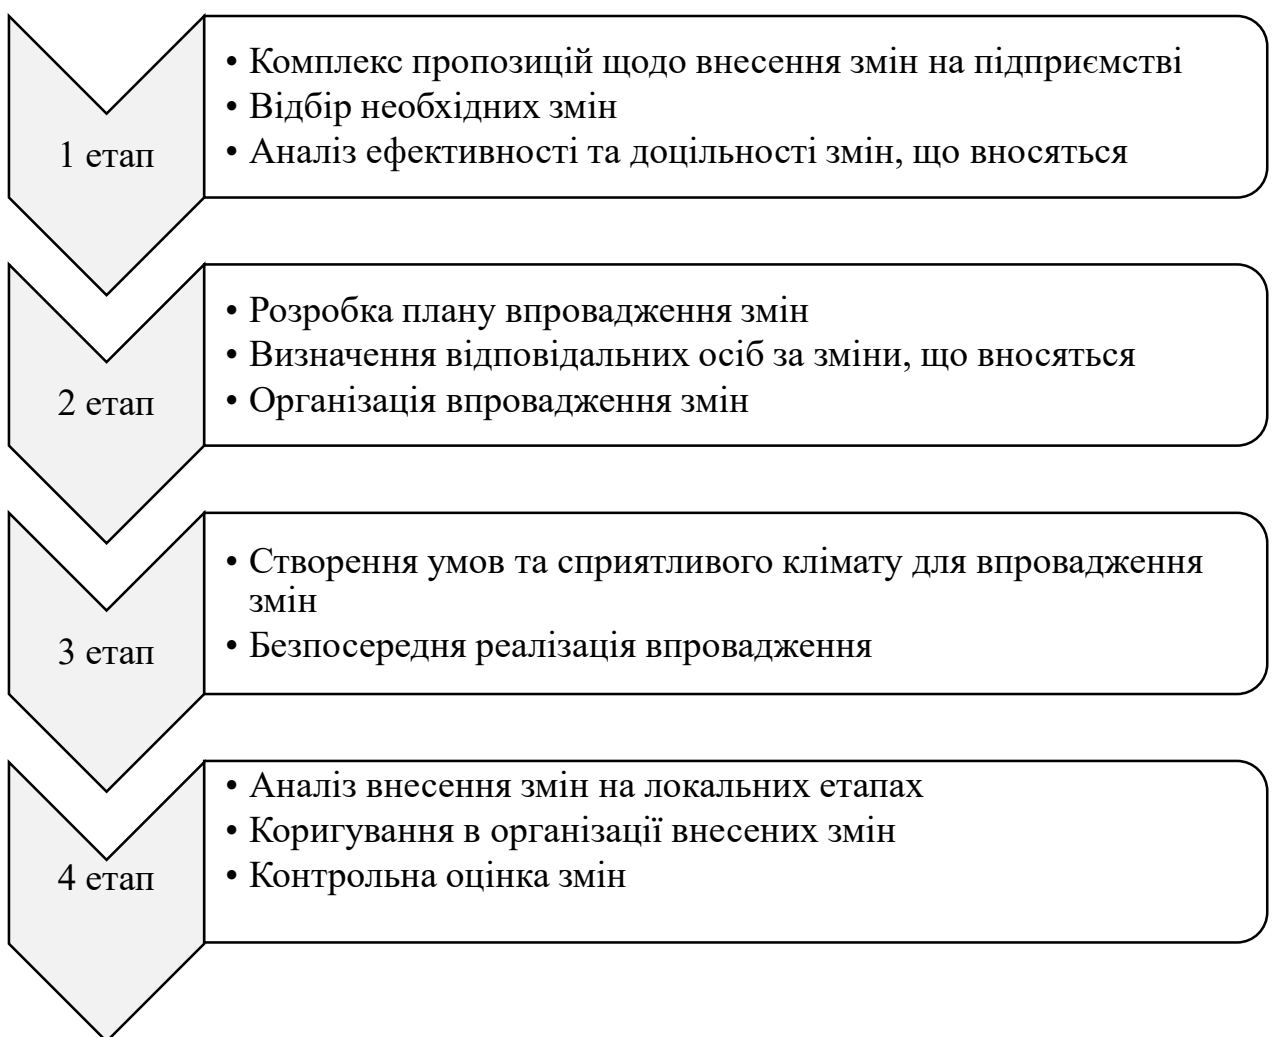 1 етап
• Комплекс пропозицій щодо внесення змін на підприємстві
• Відбір необхідних змін
• Аналіз ефективності та доцільності змін, що вносяться
2 етап
• Розробка плану впровадження змін
• Визначення відповідальних осіб за зміни, що вносяться
• Організація впровадження змін
3 етап
• Створення умов та сприятливого клімату для впровадження
змін
• Безпосередня реалізація впровадження
4 етап
• Аналіз внесення змін на локальних етапах
• Коригування в організації внесених змін
• Контрольна оцінка змін